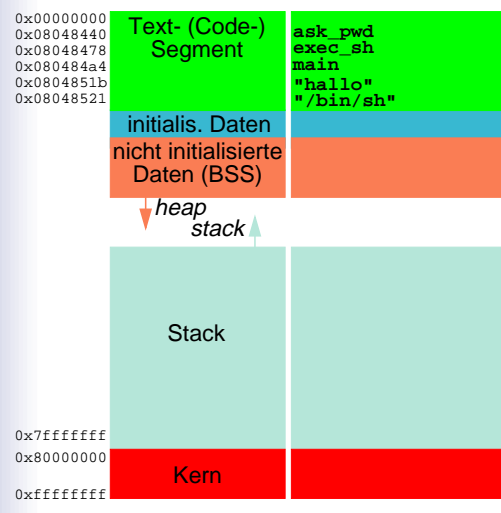 0x00000000
0x08048440
0x08048478
0x080484a4
0x0804851b
0x08048521
Text- (Code-)
Segment
ask_pwd
exec_sh
main
"hallo"
"/bin/sh"
initialis. Daten
nicht initialisierte
Daten (BSS)
heap
stack
Stack
0x7fffffff
0x80000000
Kern
0xffffffff